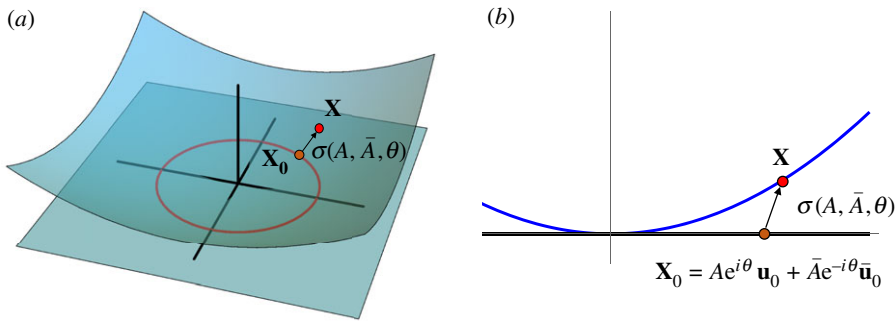 (a)
X
X₀
σ(A, Ā, θ)
(b)
X
σ(A, Ā, θ)
X₀ = Ae^{iθ} u₀ + Āe^{−iθ}ū₀